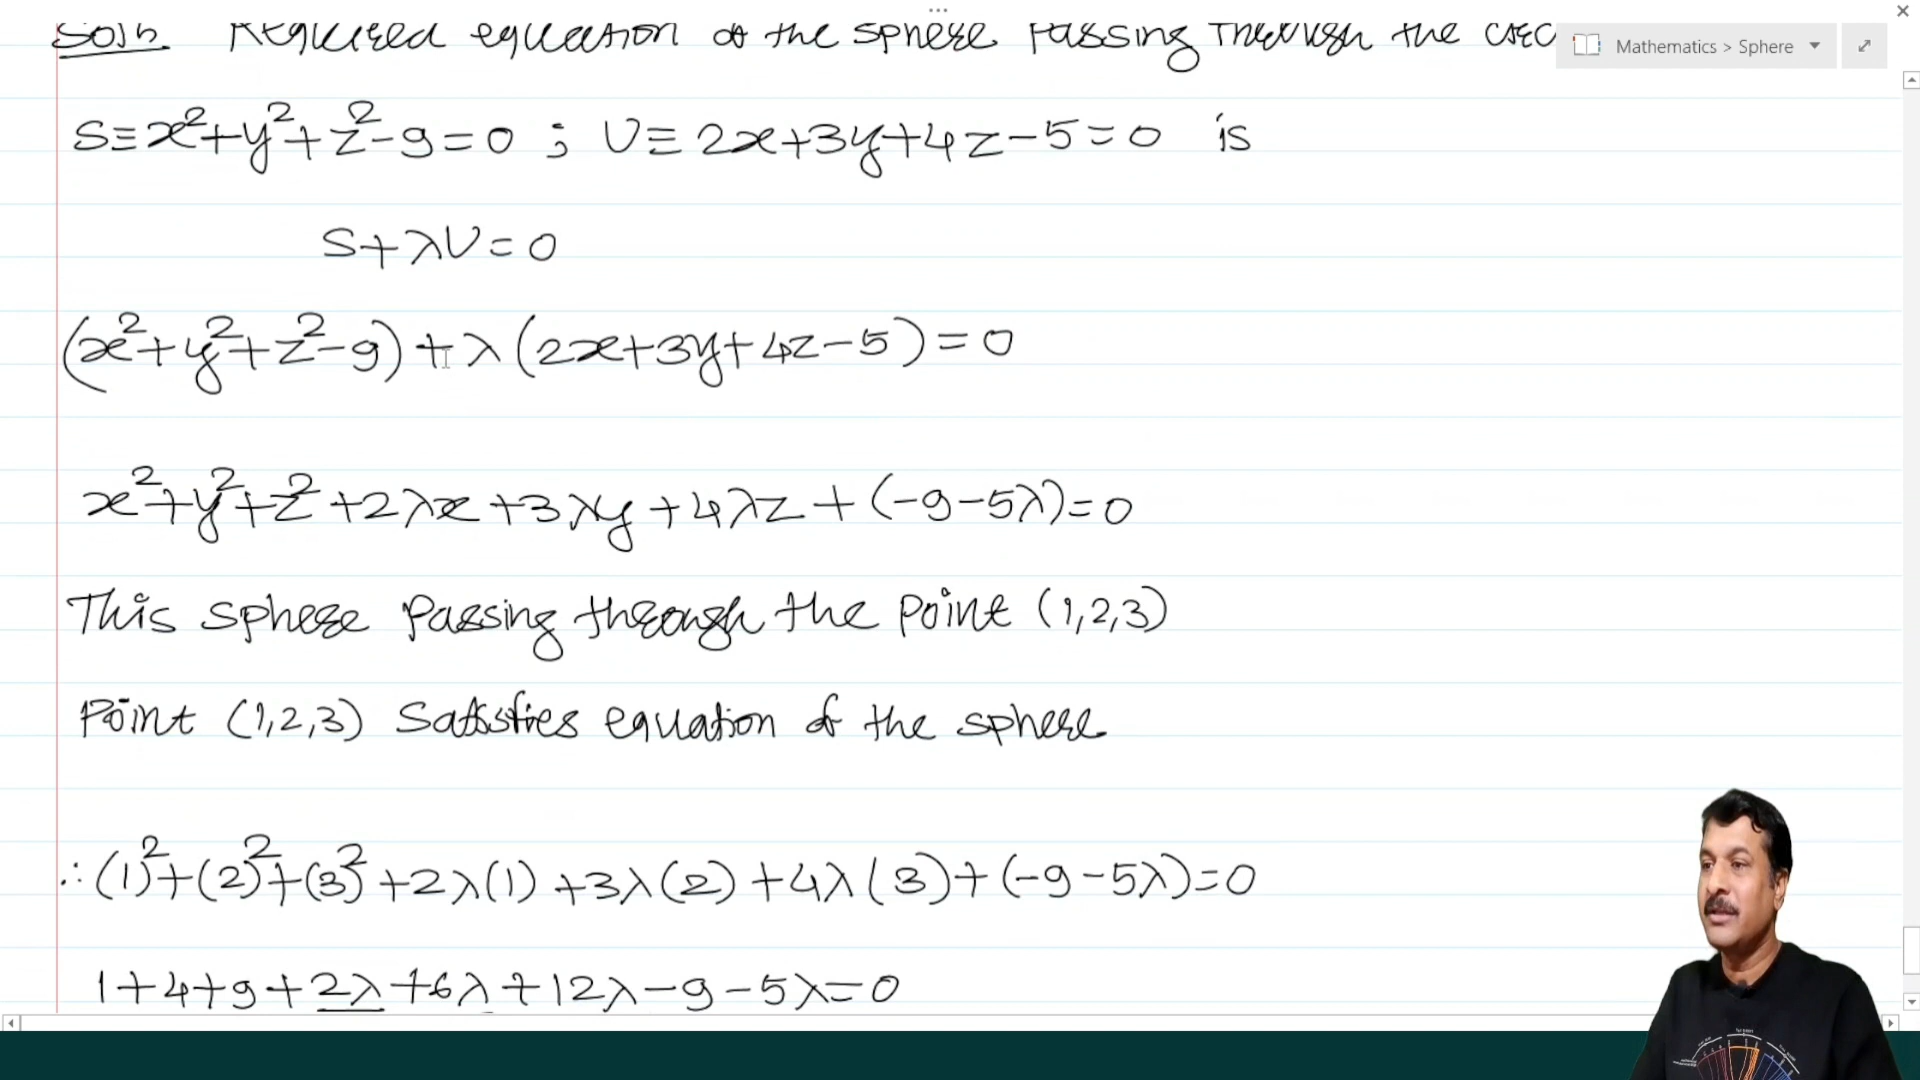 Soln. Required equation of the sphere passing through the
Mathematics > Sphere
S≡x²+y²+z²-9=0 ; U≡2x+3y+4z-5=0 is
S+λU=0
(x²+y²+z²-9)+λ(2x+3y+4z-5)=0
x²+y²+z²+2λx+3λy+4λz+(-9-5λ)=0
This sphere passing through the point (1,2,3)
Point (1,2,3) Satisfies equation of the sphere
∴(1)²+(2)²+(3)²+2λ(1)+3λ(2)+4λ(3)+(-9-5λ)=0
1+4+9+2λ+6λ+12λ-9-5λ=0